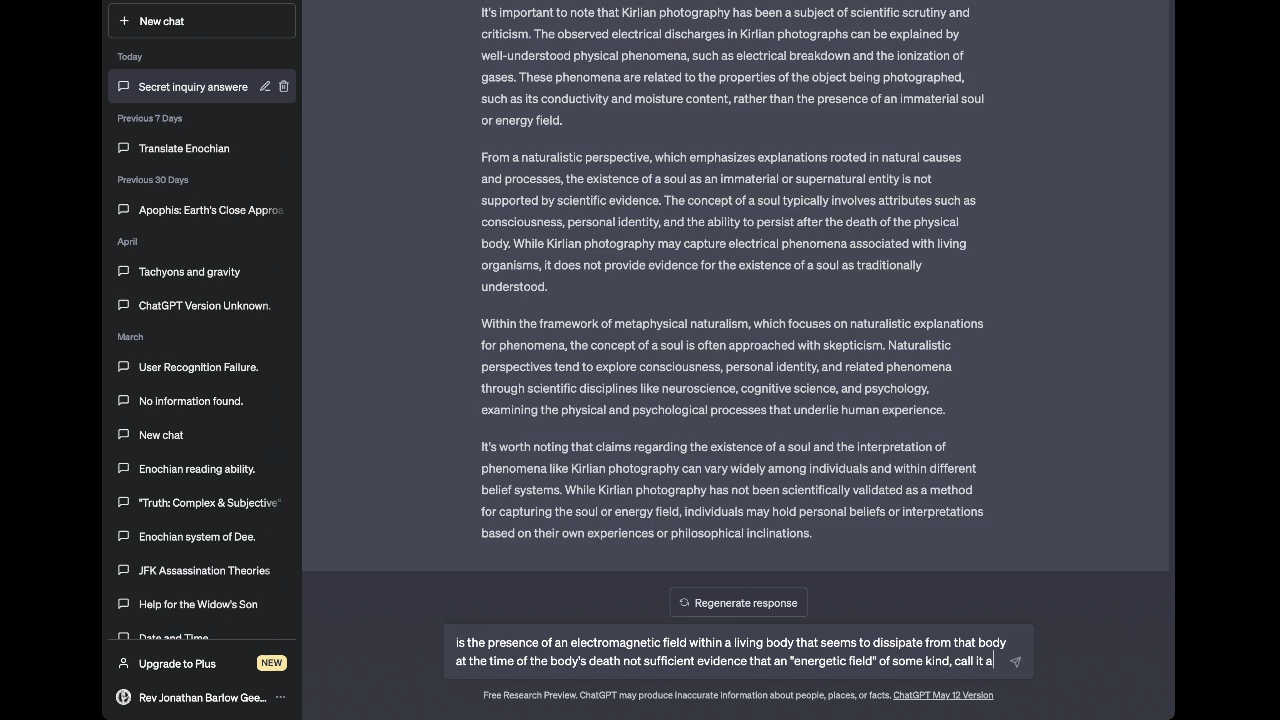 New chat
Today
Secret inquiry answere
Previous 7 Days
Translate Enochian
Previous 30 Days
Apophis: Earth's Close Approa
April
Tachyons and gravity
ChatGPT Version Unknown.
March
User Recognition Failure.
No information found.
New chat
Enochian reading ability.
"Truth: Complex & Subjective"
Enochian system of Dee.
JFK Assassination Theories
Help for the Widow's Son
Date and Time
Upgrade to Plus NEW
Rev Jonathan Barlow Gee...
It's important to note that Kirlian photography has been a subject of scientific scrutiny and
criticism. The observed electrical discharges in Kirlian photographs can be explained by
well-understood physical phenomena, such as electrical breakdown and the ionization of
gases. These phenomena are related to the properties of the object being photographed,
such as its conductivity and moisture content, rather than the presence of an immaterial soul
or energy field.
From a naturalistic perspective, which emphasizes explanations rooted in natural causes
and processes, the existence of a soul as an immaterial or supernatural entity is not
supported by scientific evidence. The concept of a soul typically involves attributes such as
consciousness, personal identity, and the ability to persist after the death of the physical
body. While Kirlian photography may capture electrical phenomena associated with living
organisms, it does not provide evidence for the existence of a soul as traditionally
understood.
Within the framework of metaphysical naturalism, which focuses on naturalistic explanations
for phenomena, the concept of a soul is often approached with skepticism. Naturalistic
perspectives tend to explore consciousness, personal identity, and related phenomena
through scientific disciplines like neuroscience, cognitive science, and psychology,
examining the physical and psychological processes that underlie human experience.
It's worth noting that claims regarding the existence of a soul and the interpretation of
phenomena like Kirlian photography can vary widely among individuals and within different
belief systems. While Kirlian photography has not been scientifically validated as a method
for capturing the soul or energy field, individuals may hold personal beliefs or interpretations
based on their own experiences or philosophical inclinations.
Regenerate response
is the presence of an electromagnetic field within a living body that seems to dissipate from that body
at the time of the body's death not sufficient evidence that an "energetic field" of some kind, call it a
Free Research Preview. ChatGPT may produce inaccurate information about people, places, or facts. ChatGPT May 12 Version